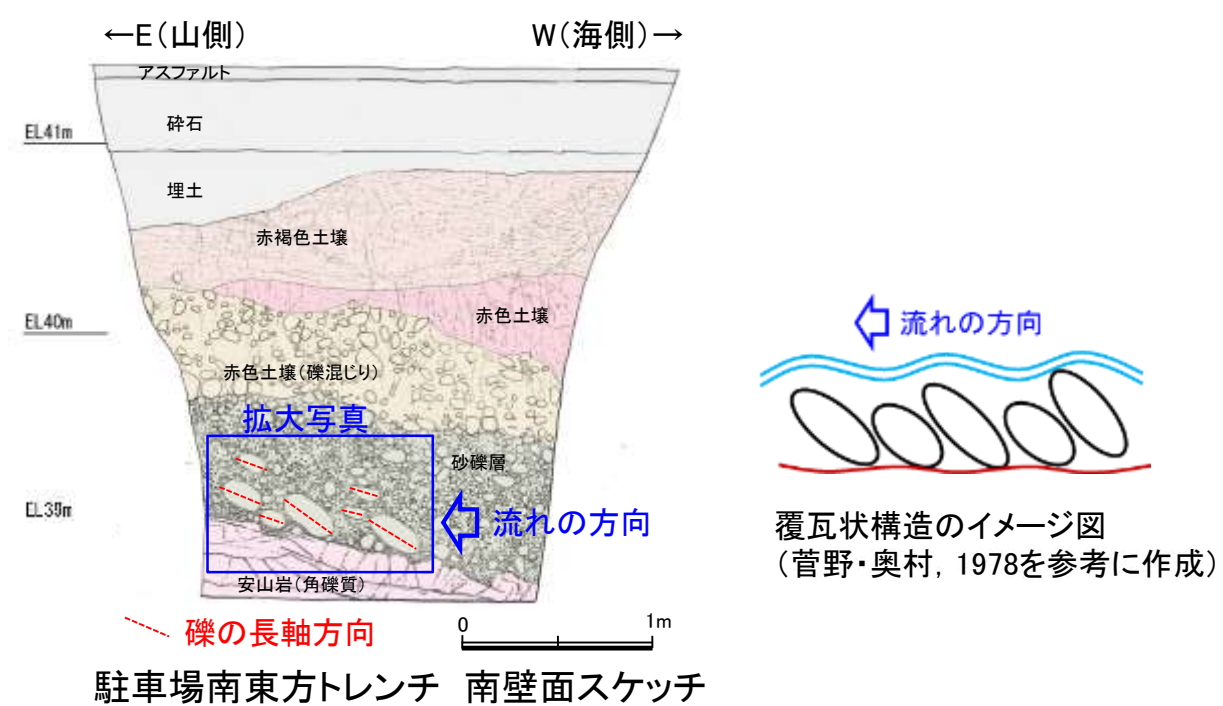 ←E(山側)
W(海側)→
アスファルト
砕石
EL41m
埋土
赤褐色土壌
EL40m
赤色土壌
赤色土壌(礫混じり)
拡大写真
砂礫層
EL39m
流れの方向
安山岩(角礫質)
礫の長軸方向
0
1m
駐車場南東方トレンチ 南壁面スケッチ
流れの方向
覆瓦状構造のイメージ図
(菅野・奥村, 1978を参考に作成)